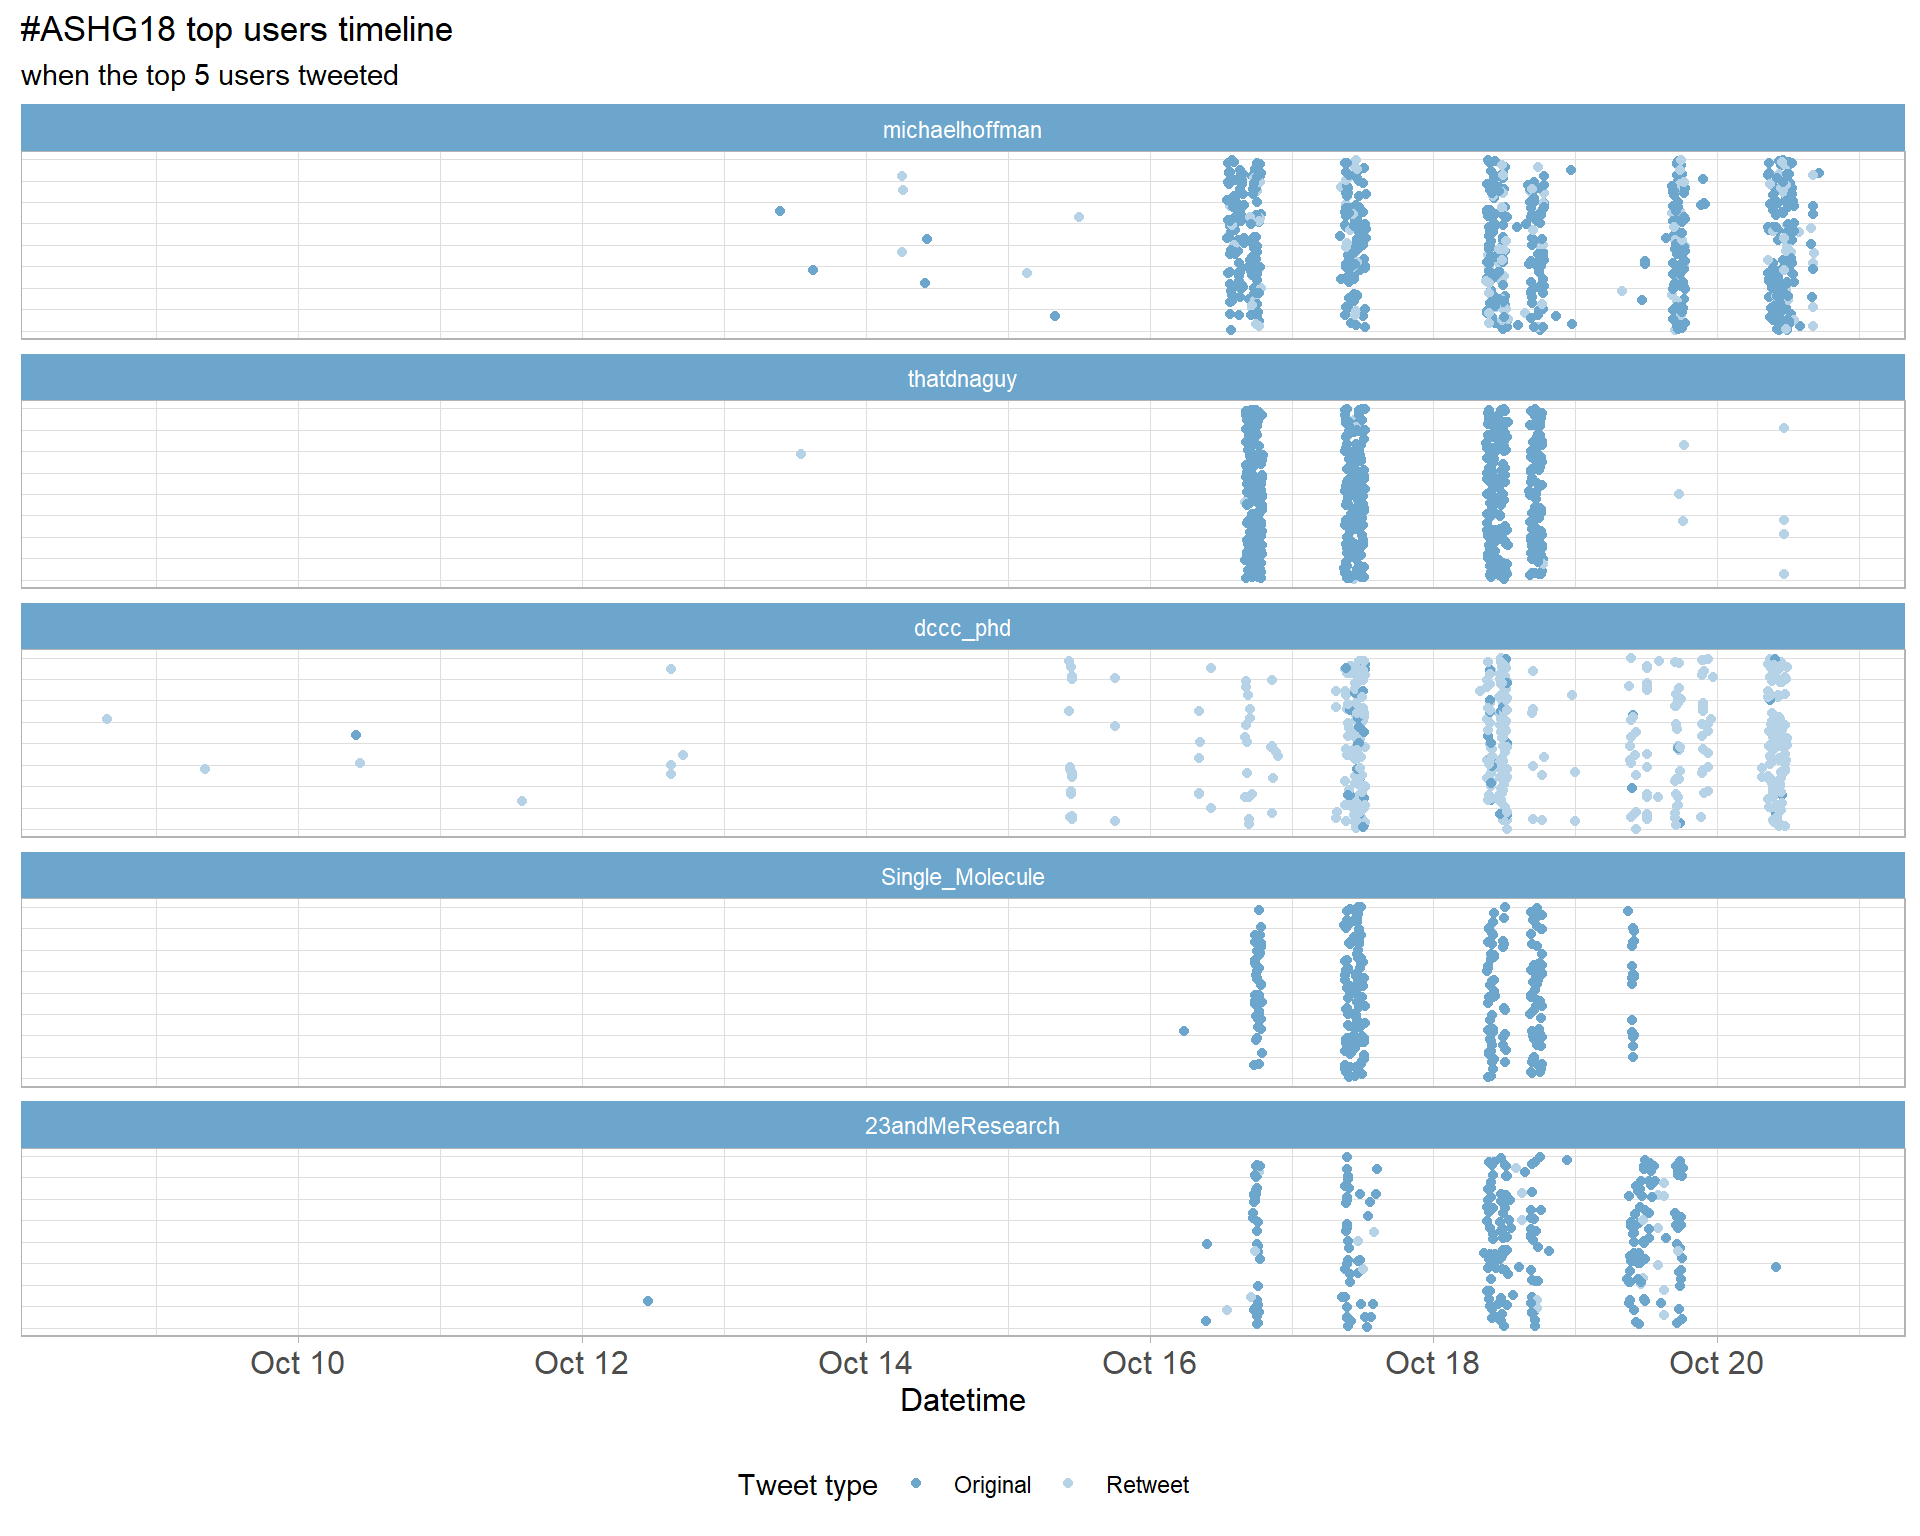 #ASHG18 top users timeline
when the top 5 users tweeted
michaelhoffman
thatdnaguy
dccc_phd
Single_Molecule
23andMeResearch
Oct 10 Oct 12 Oct 14 Oct 16 Oct 18 Oct 20
Datetime
Tweet type Original Retweet